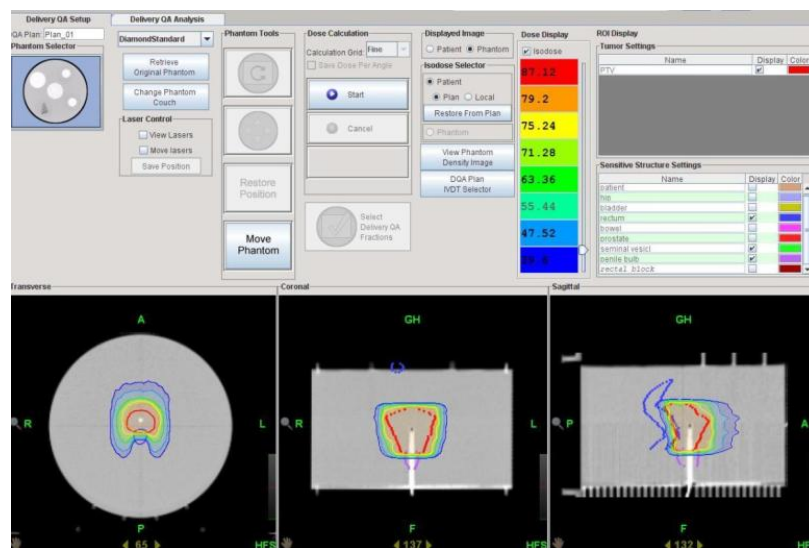 Delivery QA Setup
Delivery QA Analysis
QA Plan: Plan_01
Phantom Selector
DiamondStandard
Retrieve
Original Phantom
Change Phantom
Couch
Laser Control
View Lasers
Move lasers
Save Position
Phantom Tools
Restore
Position
Move
Phantom
Dose Calculation
Calculation Grid: Fine
Save Dose Per Angle
Start
Cancel
Select
Delivery QA
Fractions
Displayed Image
Patient Phantom
Isodose Selector
Patient
Plan Local
Restore From Plan
Phantom
View Phantom
Density Image
DQA Plan
IVDT Selector
Dose Display
Isodose
87.12
79.2
75.24
71.28
63.36
55.44
47.52
ROI Display
Tumor Settings
Name Display Color
PTV
Sensitive Structure Settings
Name Display Color
patient
hip
bladder
rectum
bowel
prostate
seminal vesicl
penile bulb
rectal block
Transverse
A
R
L
P
65
HFS
Coronal
GH
R
L
F
137
HFS
Sagittal
GH
P
A
F
132
HFS